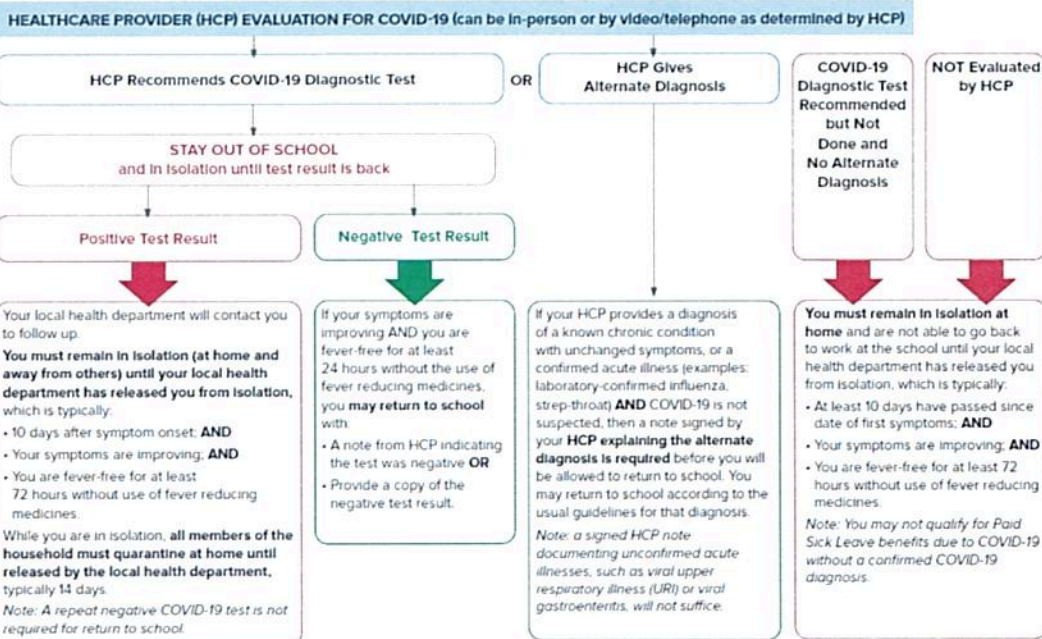 HEALTHCARE PROVIDER (HCP) EVALUATION FOR COVID-19 (can be in-person or by video/telephone as determined by HCP)
HCP Recommends COVID-19 Diagnostic Test
OR
HCP Gives
Alternate Diagnosis
COVID-19
Diagnostic Test
Recommended
but Not
Done and
No Alternate
Diagnosis
NOT Evaluated
by HCP
STAY OUT OF SCHOOL
and in isolation until test result is back
Positive Test Result
Negative Test Result
Your local health department will contact you
to follow up.
You must remain in isolation (at home and
away from others) until your local health
department has released you from isolation,
which is typically:
• 10 days after symptom onset; AND
• Your symptoms are improving; AND
• You are fever-free for at least
72 hours without use of fever reducing
medicines.
While you are in isolation, all members of the
household must quarantine at home until
released by the local health department,
typically 14 days.
Note: A repeat negative COVID-19 test is not
required for return to school.
If your symptoms are
improving AND you are
fever-free for at least
24 hours without the use of
fever reducing medicines,
you may return to school
with:
• A note from HCP indicating
the test was negative OR
• Provide a copy of the
negative test result.
If your HCP provides a diagnosis
of a known chronic condition
with unchanged symptoms, or a
confirmed acute illness (examples:
laboratory-confirmed influenza,
strep-throat) AND COVID-19 is not
suspected, then a note signed by
your HCP explaining the alternate
diagnosis is required before you will
be allowed to return to school. You
may return to school according to the
usual guidelines for that diagnosis.
Note: a signed HCP note
documenting unconfirmed acute
illnesses, such as viral upper
respiratory illness (URI) or viral
gastroenteritis, will not suffice.
You must remain in isolation at
home and are not able to go back
to work at the school until your local
health department has released you
from isolation, which is typically:
• At least 10 days have passed since
date of first symptoms; AND
• Your symptoms are improving; AND
• You are fever-free for at least 72
hours without use of fever reducing
medicines.
Note: You may not qualify for Paid
Sick Leave benefits due to COVID-19
without a confirmed COVID-19
diagnosis.